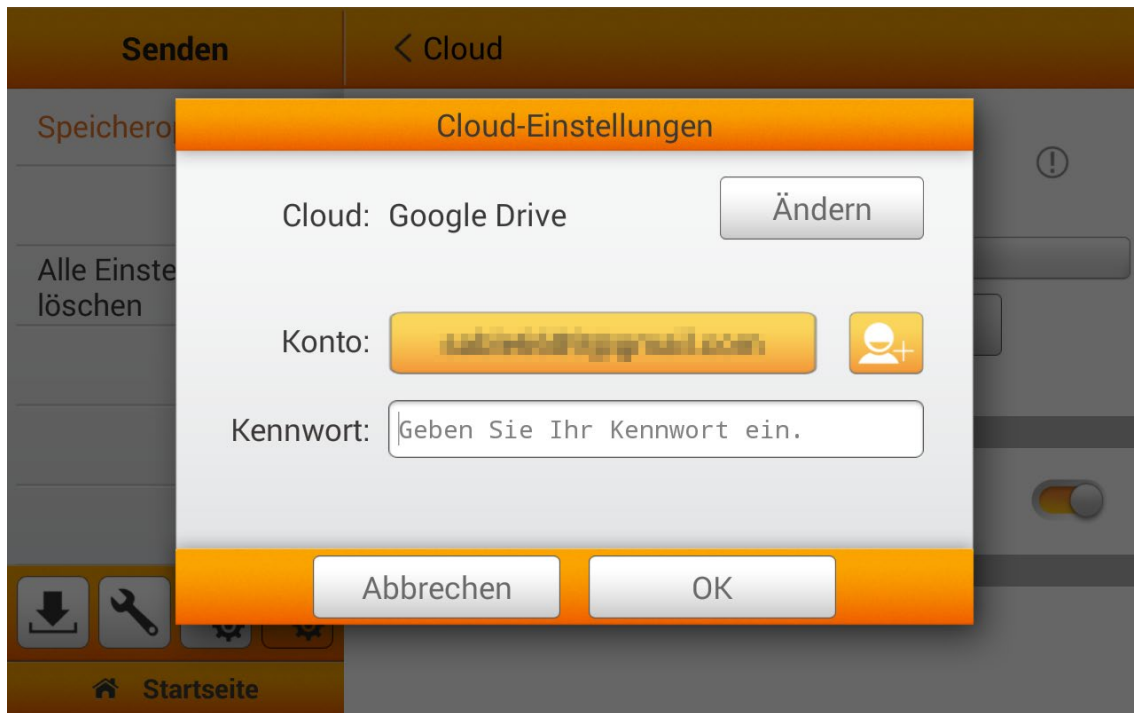 Senden
Cloud
Cloud-Einstellungen
Cloud: Google Drive
Ändern
Konto:
Kennwort: Geben Sie Ihr Kennwort ein.
Abbrechen
OK
Speicherop
Alle Einste
löschen
Startseite